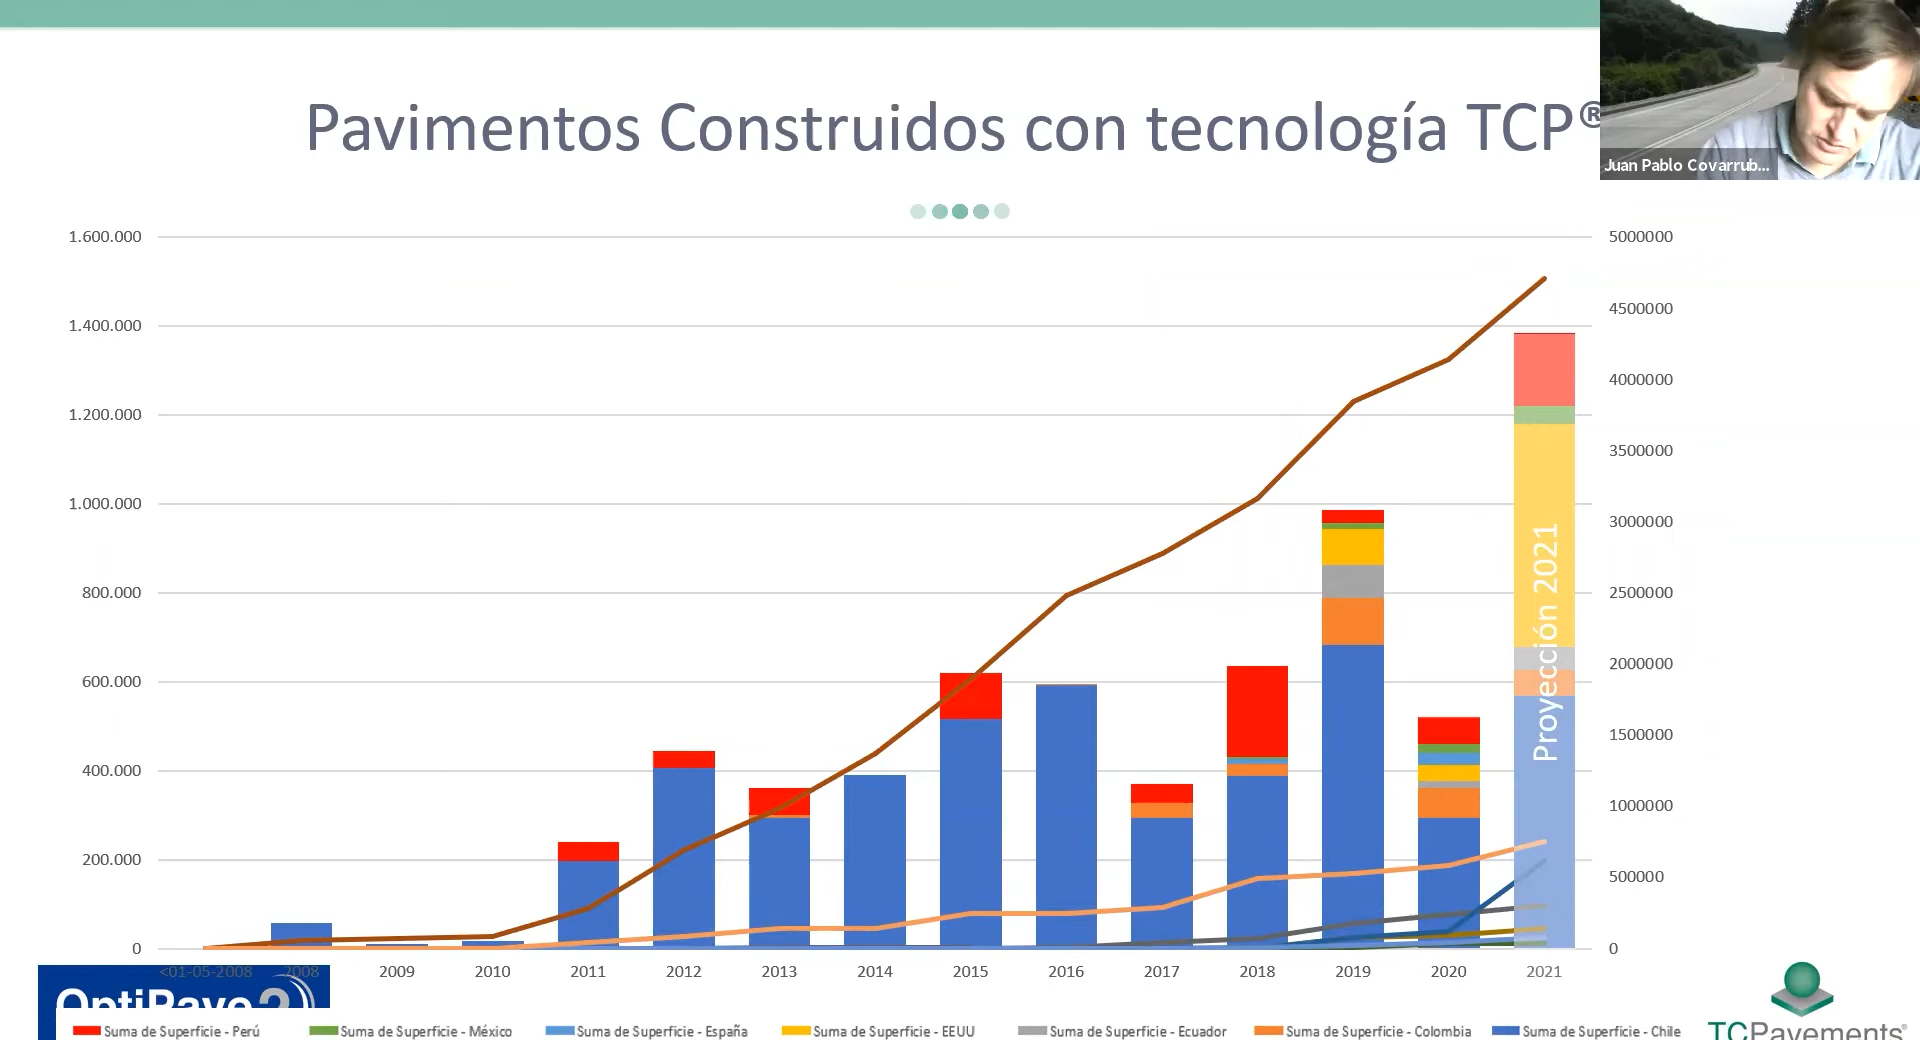 Pavimentos Construidos con tecnología TCP®
Juan Pablo Covarrub...
1.600.000
1.400.000
1.200.000
1.000.000
800.000
600.000
400.000
200.000
0
5000000
4500000
4000000
3500000
3000000
2500000
2000000
1500000
1000000
500000
0
Proyección 2021
<01-05-2008 2008 2009 2010 2011 2012 2013 2014 2015 2016 2017 2018 2019 2020 2021
OptiPave2
Suma de Superficie - Perú Suma de Superficie - México Suma de Superficie - España Suma de Superficie - EEUU Suma de Superficie - Ecuador Suma de Superficie - Colombia Suma de Superficie - Chile
TCPavements®